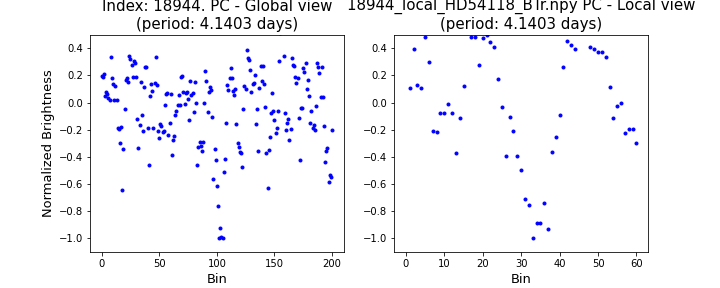 Index: 18944. PC - Global view
(period: 4.1403 days)
18944_local_HD54118_BTr.npy PC - Local view
(period: 4.1403 days)
Normalized Brightness
0.4
0.2
0.0
−0.2
−0.4
−0.6
−0.8
−1.0
0 50 100 150 200
Bin
0.4
0.2
0.0
−0.2
−0.4
−0.6
−0.8
−1.0
0 10 20 30 40 50 60
Bin